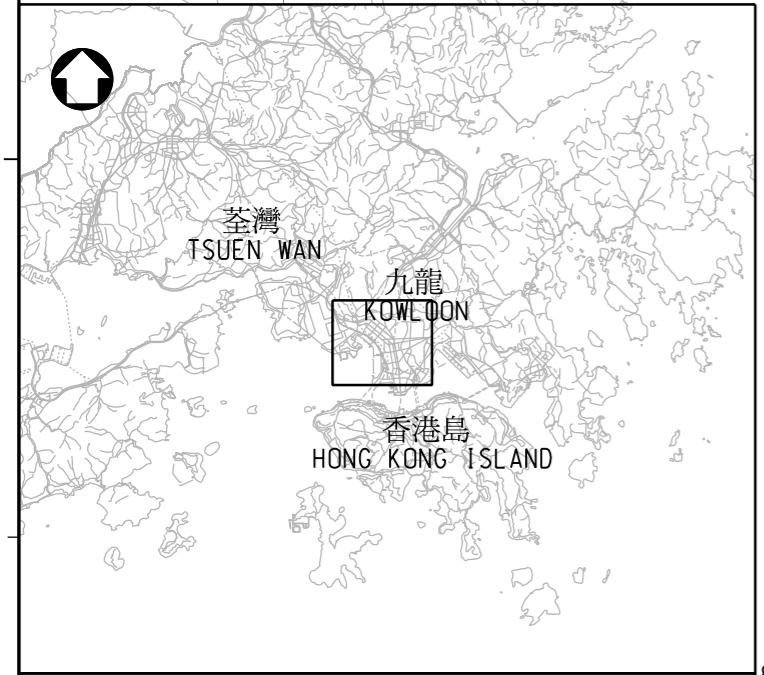 荃灣
TSUEN WAN
九龍
KOWLOON
香港島
HONG KONG ISLAND